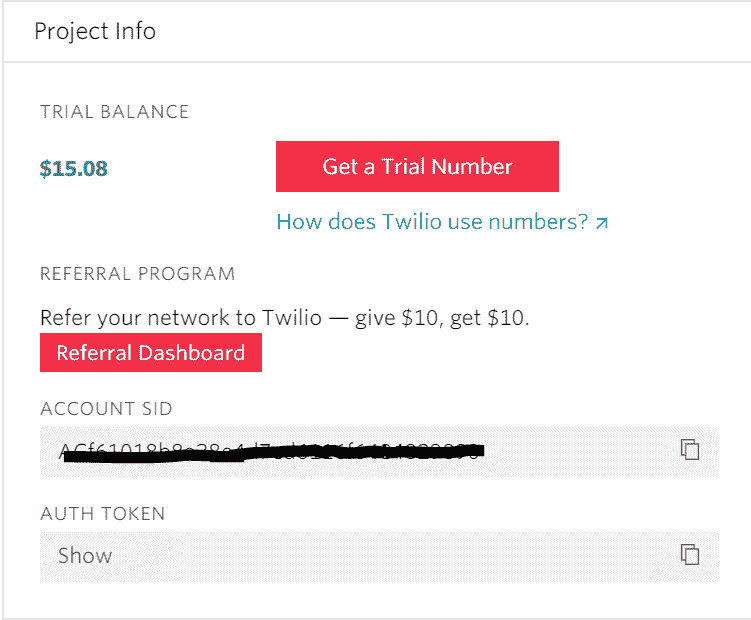 Project Info
TRIAL BALANCE
$15.08
Get a Trial Number
How does Twilio use numbers?
REFERRAL PROGRAM
Refer your network to Twilio — give $10, get $10.
Referral Dashboard
ACCOUNT SID
AUTH TOKEN
Show